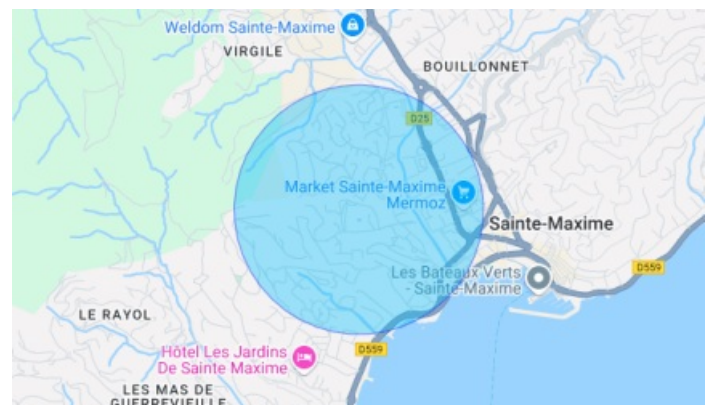 Weldom Sainte-Maxime
VIRGILE
BOUILLONNET
D25
Market Sainte-Maxime
Mermoz
Sainte-Maxime
Les Bateaux Verts
- Sainte-Maxime
D559
LE RAYOL
D559
Hôtel Les Jardins
De Sainte Maxime
LES MAS DE
GUERREVIEILLE